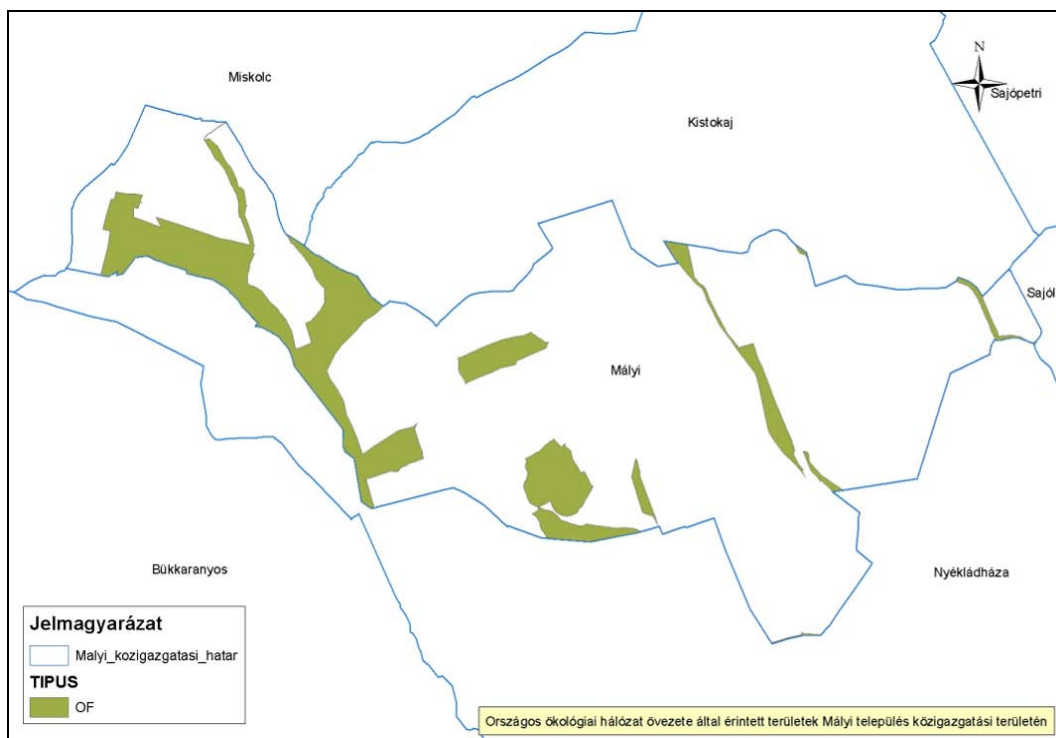 Miskolc
N
Sajópetri
Kistokaj
Sajól
Mályi
Bükkaranyos
Nyékládháza
Jelmagyarázat
Malyi_kozigazgatasi_hatar
TIPUS
OF
Országos ökológiai hálózat övezete által érintett területek Mályi település közigazgatási területén